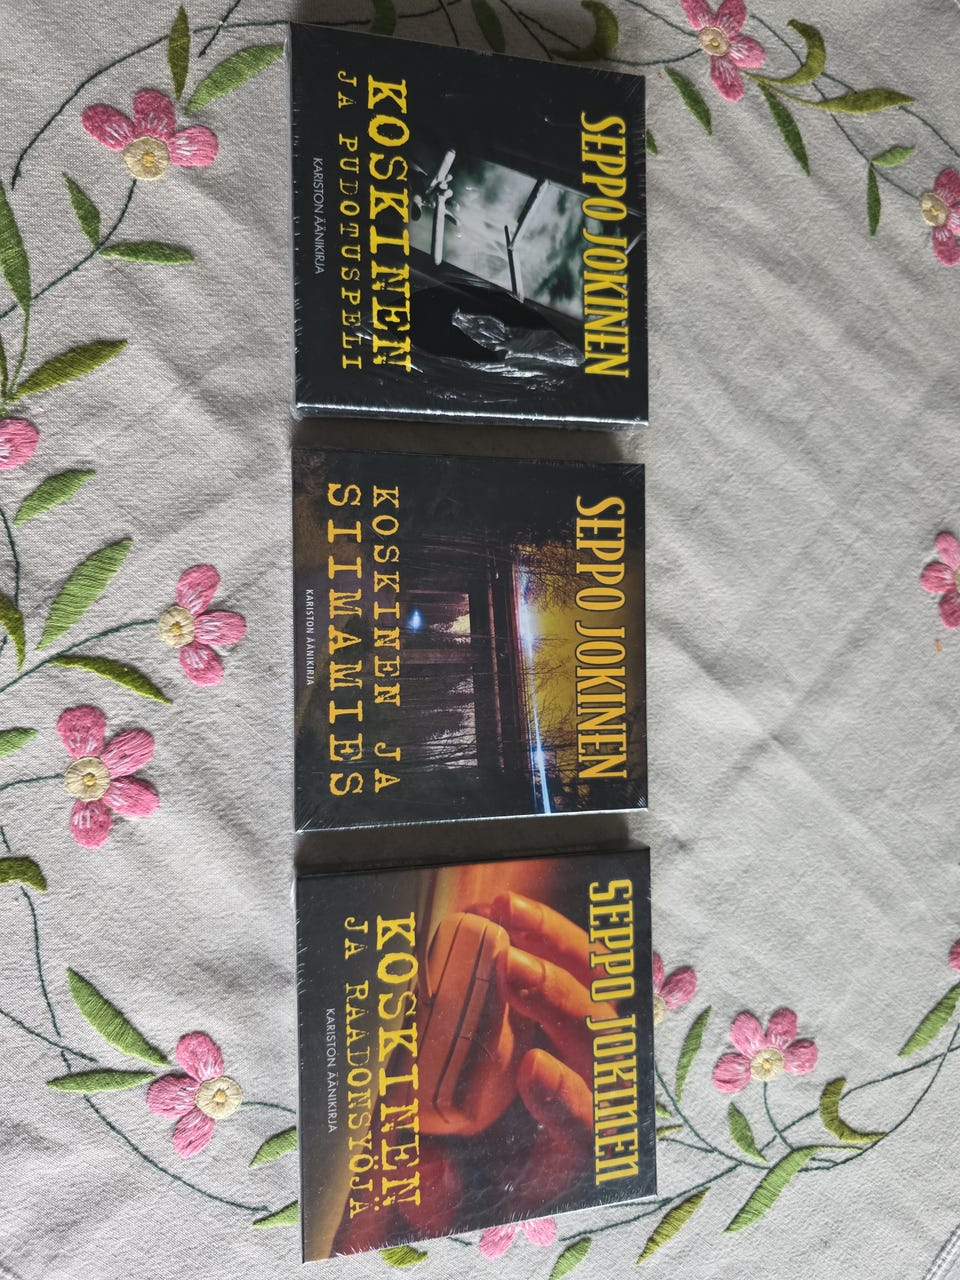 SEPPO JOKINEN
KOSKINEN
JA PUDOTUSPELI
KARISTON ÄÄNIKIRJA
SEPPO JOKINEN
KOSKINEN JA
SIIMAMIES
KARISTON ÄÄNIKIRJA
SEPPO JOKINEN
KOSKINEN
JA RAADONSYÖJÄ
KARISTON ÄÄNIKIRJA